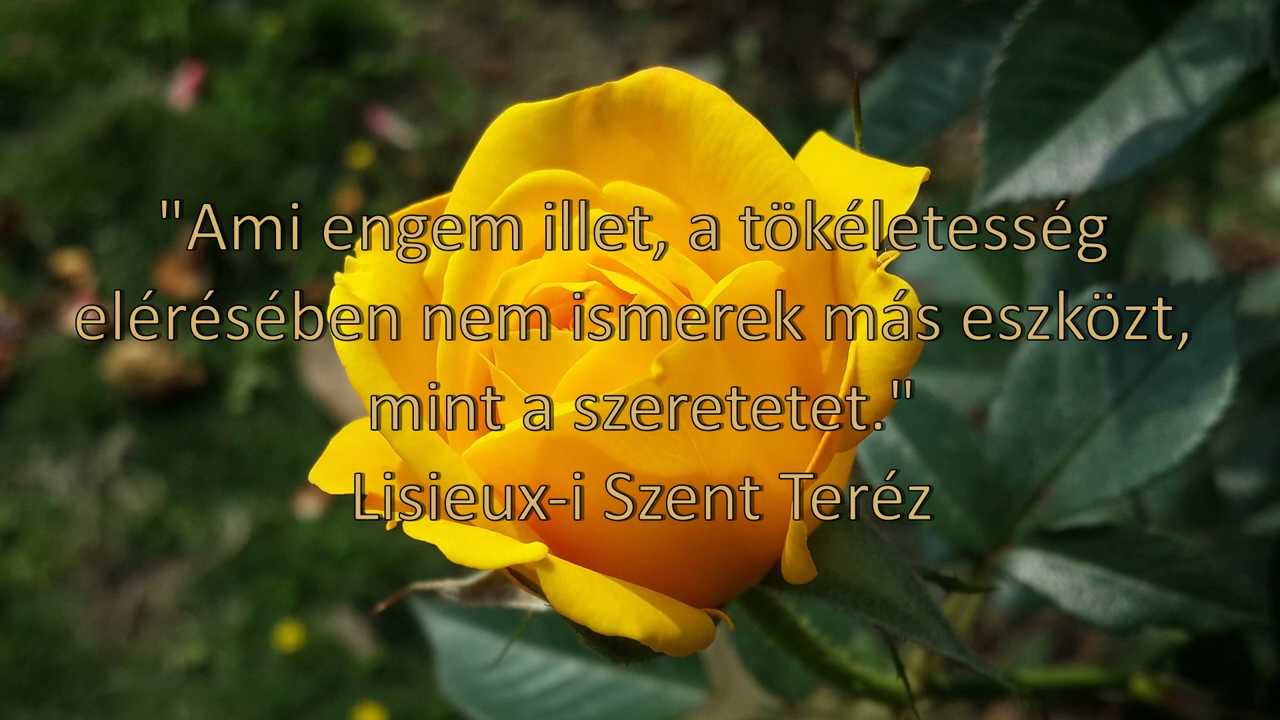 "Ami engem illet, a tökéletesség
elérésében nem ismerek más eszközt,
mint a szeretetet."
Lisieux-i Szent Teréz